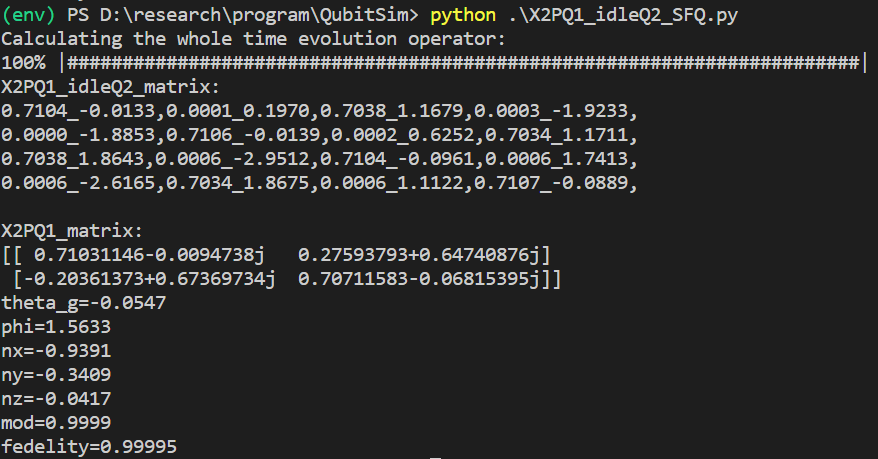 (env) PS D:\research\program\QubitSim> python .\X2PQ1_idleQ2_SFQ.py
Calculating the whole time evolution operator:
100% |########################################################################|
X2PQ1_idleQ2_matrix:
0.7104_-0.0133,0.0001_0.1970,0.7038_1.1679,0.0003_-1.9233,
0.0000_-1.8853,0.7106_-0.0139,0.0002_0.6252,0.7034_1.1711,
0.7038_1.8643,0.0006_-2.9512,0.7104_-0.0961,0.0006_1.7413,
0.0006_-2.6165,0.7034_1.8675,0.0006_1.1122,0.7107_-0.0889,
X2PQ1_matrix:
[[ 0.71031146-0.0094738j   0.27593793+0.64740876j]
 [-0.20361373+0.67369734j  0.70711583-0.06815395j]]
theta_g=-0.0547
phi=1.5633
nx=-0.9391
ny=-0.3409
nz=-0.0417
mod=0.9999
fedelity=0.99995